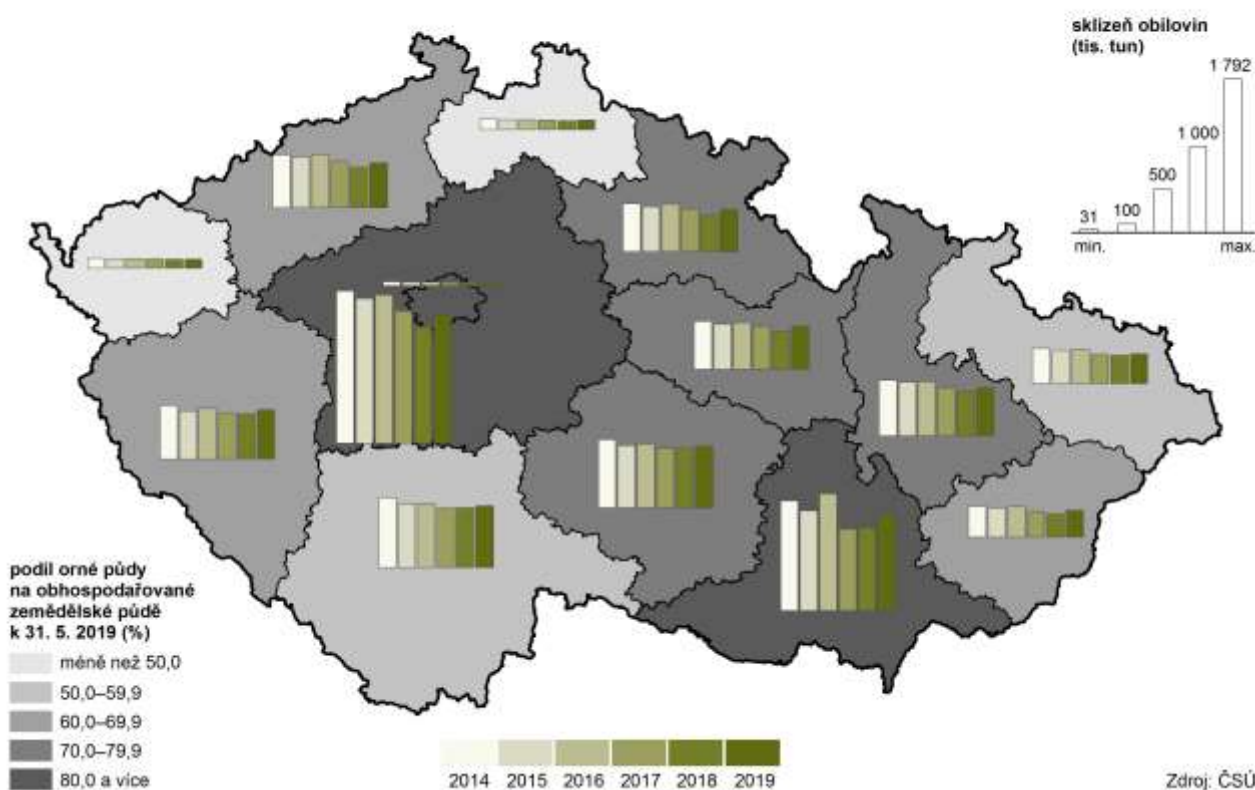 sklizeň obilovin
(tis. tun)
1 792
1 000
500
31
100
min.
max.
podíl orné půdy
na obhospodařované
zemědělské půdě
k 31. 5. 2019 (%)
méně než 50,0
50,0–59,9
60,0–69,9
70,0–79,9
80,0 a více
2014 2015 2016 2017 2018 2019
Zdroj: ČSÚ